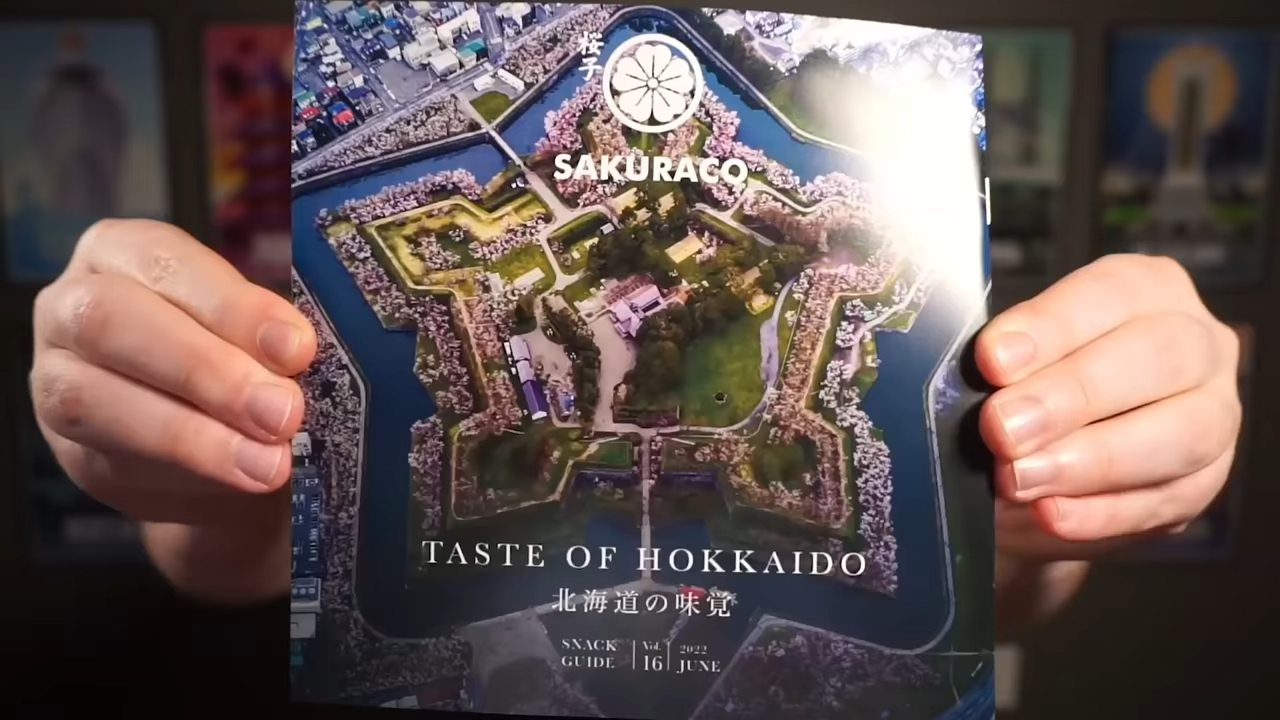 桜子
SAKURACO
TASTE OF HOKKAIDO
北海道の味覚
SNACK GUIDE | Vol. 16 | 2022 JUNE